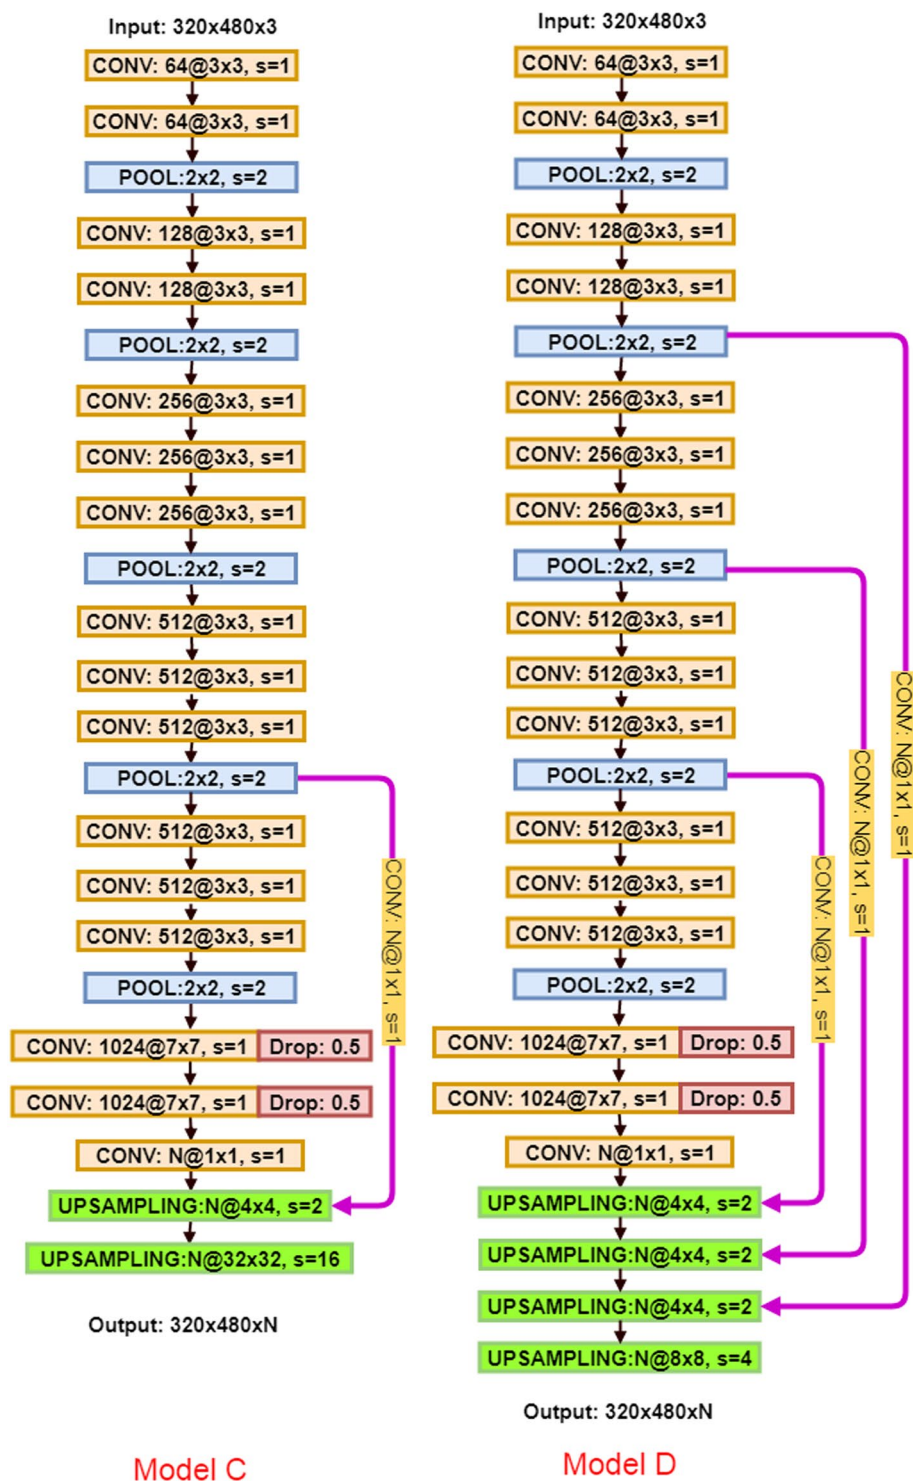 Input: 320x480x3
CONV: 64@3x3, s=1
CONV: 64@3x3, s=1
POOL:2x2, s=2
CONV: 128@3x3, s=1
CONV: 128@3x3, s=1
POOL:2x2, s=2
CONV: 256@3x3, s=1
CONV: 256@3x3, s=1
CONV: 256@3x3, s=1
POOL:2x2, s=2
CONV: 512@3x3, s=1
CONV: 512@3x3, s=1
CONV: 512@3x3, s=1
POOL:2x2, s=2
CONV: 512@3x3, s=1
CONV: 512@3x3, s=1
CONV: 512@3x3, s=1
POOL:2x2, s=2
CONV: 1024@7x7, s=1 Drop: 0.5
CONV: 1024@7x7, s=1 Drop: 0.5
CONV: N@1x1, s=1
UPSAMPLING:N@4x4, s=2
UPSAMPLING:N@32x32, s=16
CONV: N@1x1, s=1
Output: 320x480xN
Model C
Input: 320x480x3
CONV: 64@3x3, s=1
CONV: 64@3x3, s=1
POOL:2x2, s=2
CONV: 128@3x3, s=1
CONV: 128@3x3, s=1
POOL:2x2, s=2
CONV: 256@3x3, s=1
CONV: 256@3x3, s=1
CONV: 256@3x3, s=1
POOL:2x2, s=2
CONV: 512@3x3, s=1
CONV: 512@3x3, s=1
CONV: 512@3x3, s=1
POOL:2x2, s=2
CONV: 512@3x3, s=1
CONV: 512@3x3, s=1
CONV: 512@3x3, s=1
POOL:2x2, s=2
CONV: 1024@7x7, s=1 Drop: 0.5
CONV: 1024@7x7, s=1 Drop: 0.5
CONV: N@1x1, s=1
UPSAMPLING:N@4x4, s=2
UPSAMPLING:N@4x4, s=2
UPSAMPLING:N@4x4, s=2
UPSAMPLING:N@8x8, s=4
CONV: N@1x1, s=1
CONV: N@1x1, s=1
CONV: N@1x1, s=1
Output: 320x480xN
Model D